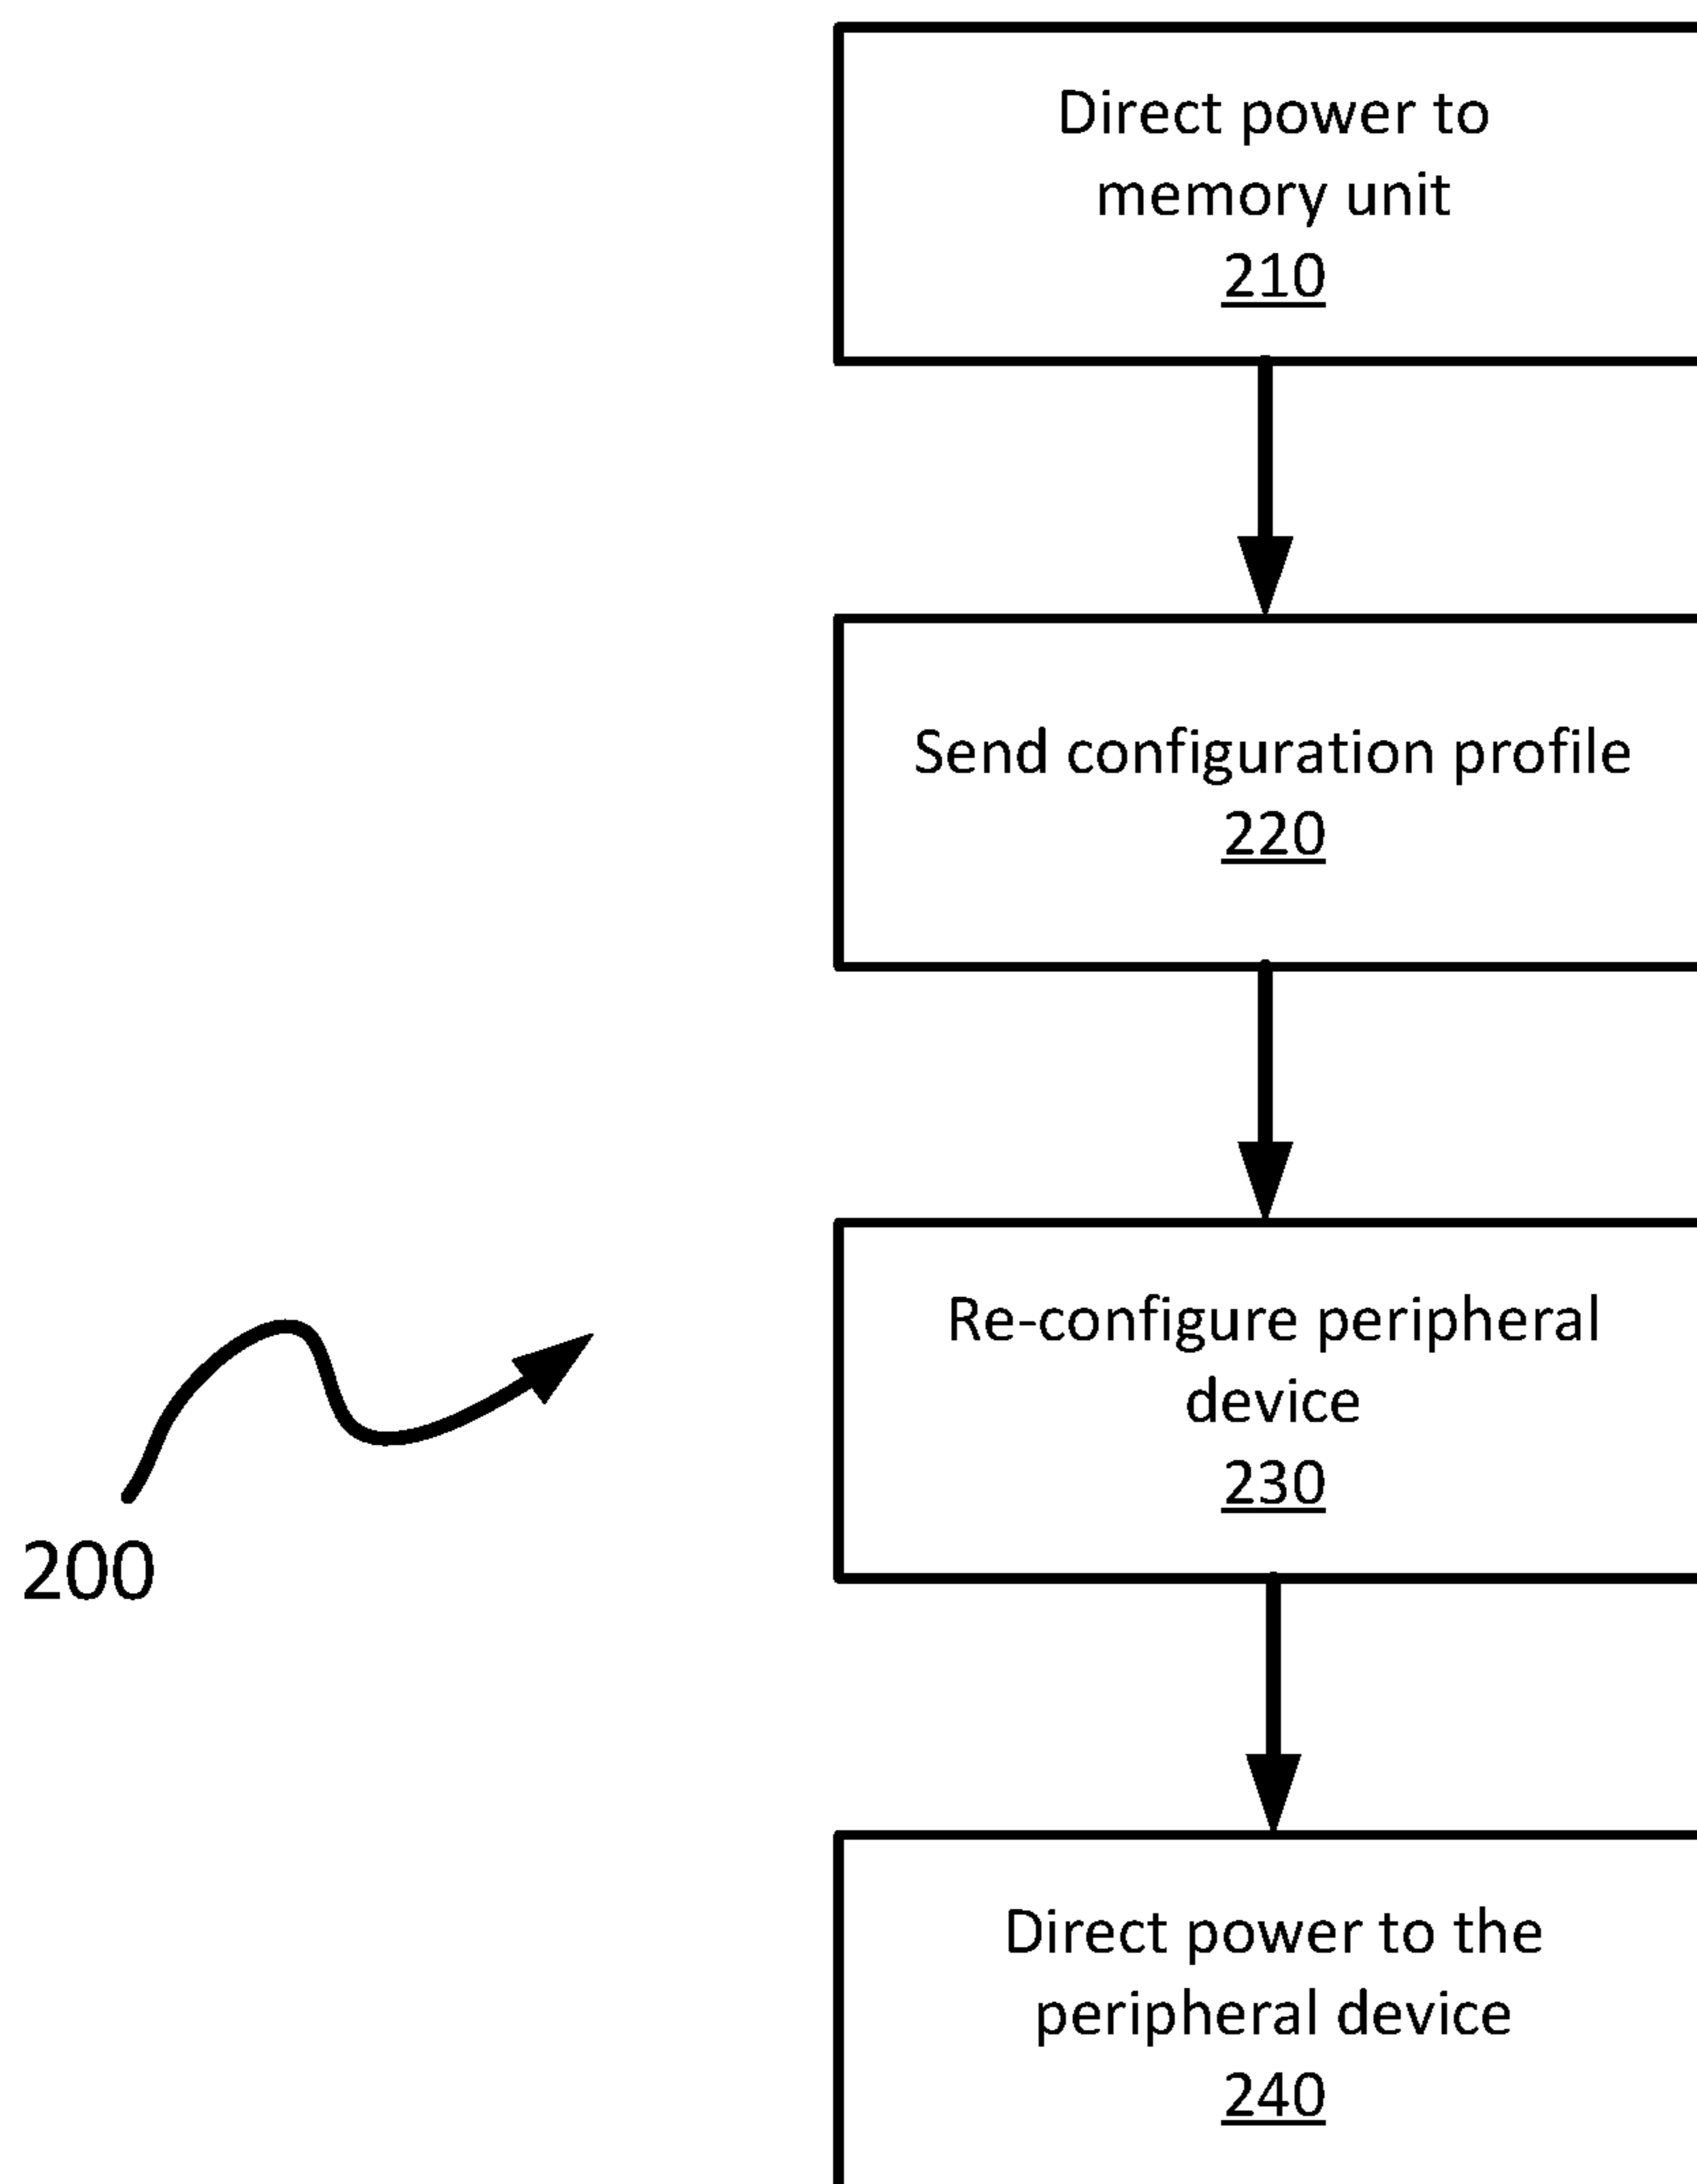 Direct power to
memory unit
210
Send configuration profile
220
Re-configure peripheral
device
230
200
Direct power to the
peripheral device
240